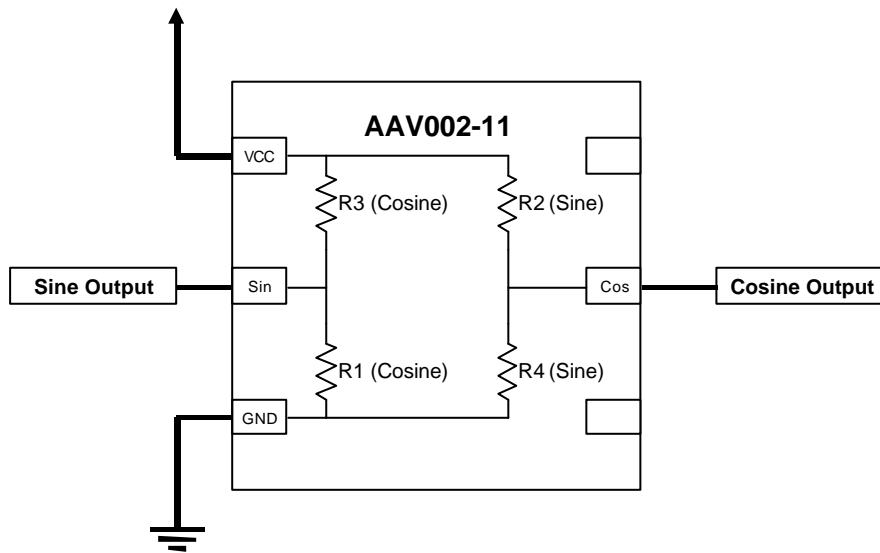 AAV002-11
VCC
R3 (Cosine)
R2 (Sine)
Sine Output
Sin
Cos
Cosine Output
R1 (Cosine)
R4 (Sine)
GND